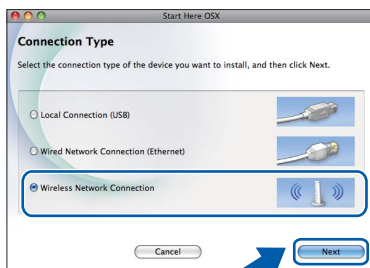 Start Here OSX
Connection Type
Select the connection type of the device you want to install, and then click Next.
Local Connection (USB)
Wired Network Connection (Ethernet)
Wireless Network Connection
Cancel
Next